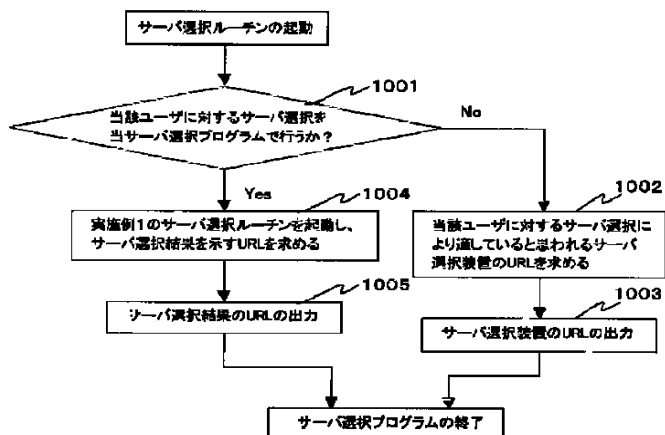 サーバ選択ルーチンの起動
1001
当該ユーザに対するサーバ選択を
当サーバ選択プログラムで行うか？
No
Yes
1004
実施例1のサーバ選択ルーチンを起動し、
サーバ選択結果を示すURLを求める
1002
当該ユーザに対するサーバ選択に
より適していると思われるサーバ
選択装置のURLを求める
1005
サーバ選択結果のURLの出力
1003
サーバ選択装置のURLの出力
サーバ選択プログラムの終了